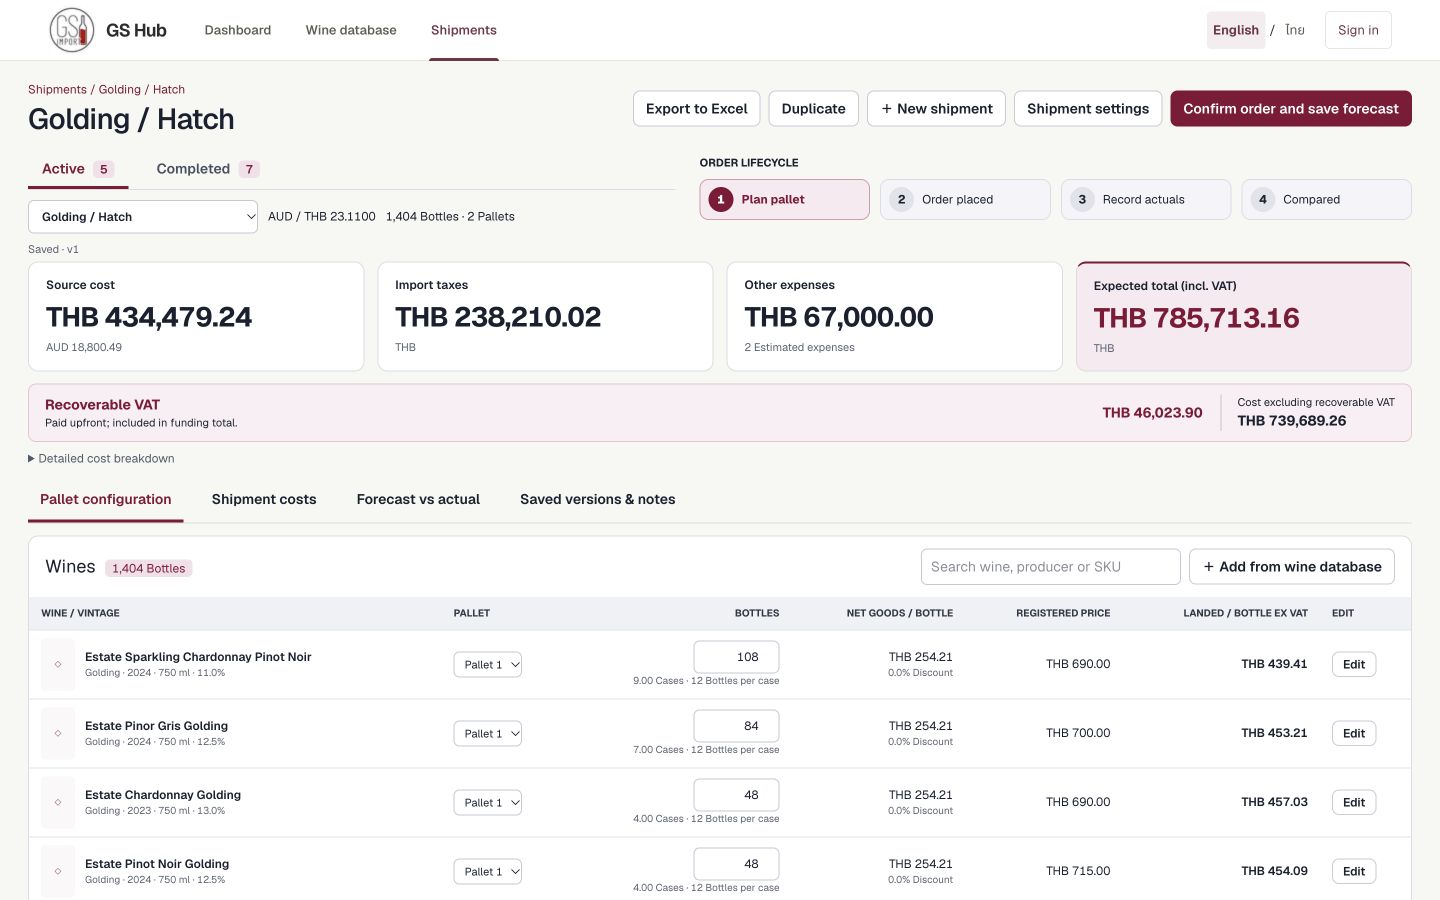 GS
IMPORT
GS Hub
Dashboard
Wine database
Shipments
English / ไทย
Sign in
Shipments / Golding / Hatch
Golding / Hatch
Export to Excel
Duplicate
+ New shipment
Shipment settings
Confirm order and save forecast
Active 5
Completed 7
Golding / Hatch
AUD / THB 23.1100 1,404 Bottles · 2 Pallets
Saved · v1
ORDER LIFECYCLE
1 Plan pallet
2 Order placed
3 Record actuals
4 Compared
Source cost
THB 434,479.24
AUD 18,800.49
Import taxes
THB 238,210.02
THB
Other expenses
THB 67,000.00
2 Estimated expenses
Expected total (incl. VAT)
THB 785,713.16
THB
Recoverable VAT
Paid upfront; included in funding total.
THB 46,023.90
Cost excluding recoverable VAT
THB 739,689.26
Detailed cost breakdown
Pallet configuration
Shipment costs
Forecast vs actual
Saved versions & notes
Wines 1,404 Bottles
Search wine, producer or SKU
+ Add from wine database
WINE / VINTAGE PALLET BOTTLES NET GOODS / BOTTLE REGISTERED PRICE LANDED / BOTTLE EX VAT EDIT
Estate Sparkling Chardonnay Pinot Noir
Golding · 2024 · 750 ml · 11.0%
Pallet 1
108
9.00 Cases · 12 Bottles per case
THB 254.21
0.0% Discount
THB 690.00
THB 439.41
Edit
Estate Pinor Gris Golding
Golding · 2024 · 750 ml · 12.5%
Pallet 1
84
7.00 Cases · 12 Bottles per case
THB 254.21
0.0% Discount
THB 700.00
THB 453.21
Edit
Estate Chardonnay Golding
Golding · 2023 · 750 ml · 13.0%
Pallet 1
48
4.00 Cases · 12 Bottles per case
THB 254.21
0.0% Discount
THB 690.00
THB 457.03
Edit
Estate Pinot Noir Golding
Golding · 2024 · 750 ml · 12.5%
Pallet 1
48
4.00 Cases · 12 Bottles per case
THB 254.21
0.0% Discount
THB 715.00
THB 454.09
Edit